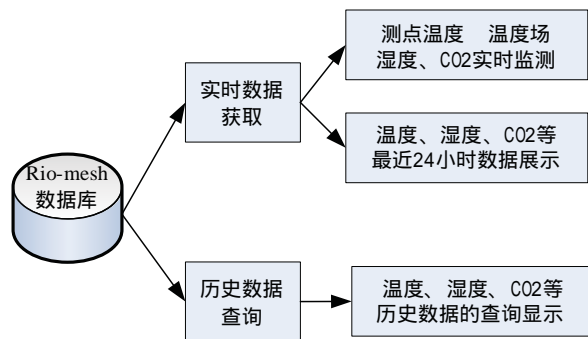 测点温度 温度场
湿度、CO2实时监测
实时数据
获取
温度、湿度、CO2等
最近24小时数据展示
Rio-mesh
数据库
历史数据
查询
温度、湿度、CO2等
历史数据的查询显示